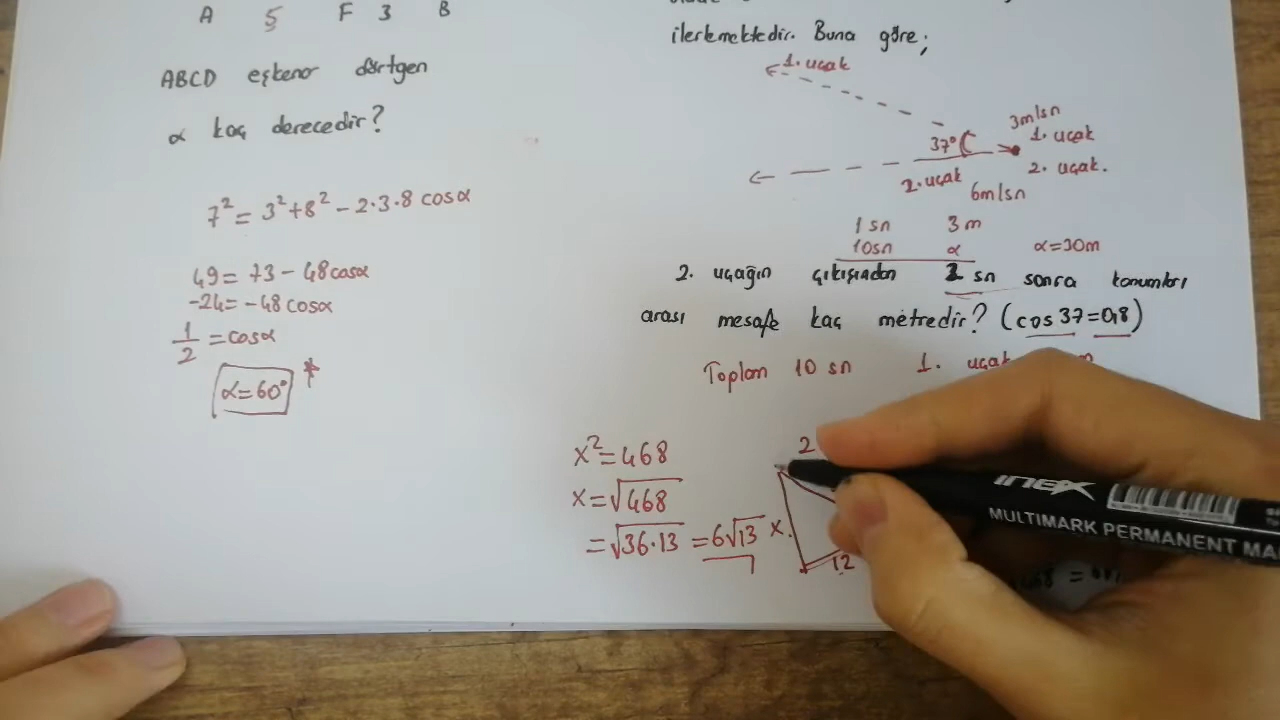 A 5 F 3 B
ABCD eşkenar dörtgen
α kaç derecedir?
7² = 3² + 8² - 2·3·8 cosα
49 = 73 - 48 cosα
-24 = -48 cosα
1/2 = cosα
α = 60° *
ilerlemektedir. Buna göre;
1. uçak
37°
3m/sn
1. uçak
2. uçak
2. uçak.
6m/sn
1 sn 3 m
10sn α α=30m
2. uçağın çıkışından 2 sn sonra konumları
arası mesafe kaç metredir? (cos 37=0,8)
Toplam 10 sn 1. uçak
x² = 468
x = √468
= √36·13 = 6√13
x
12
INEX
MULTIMARK PERMANENT